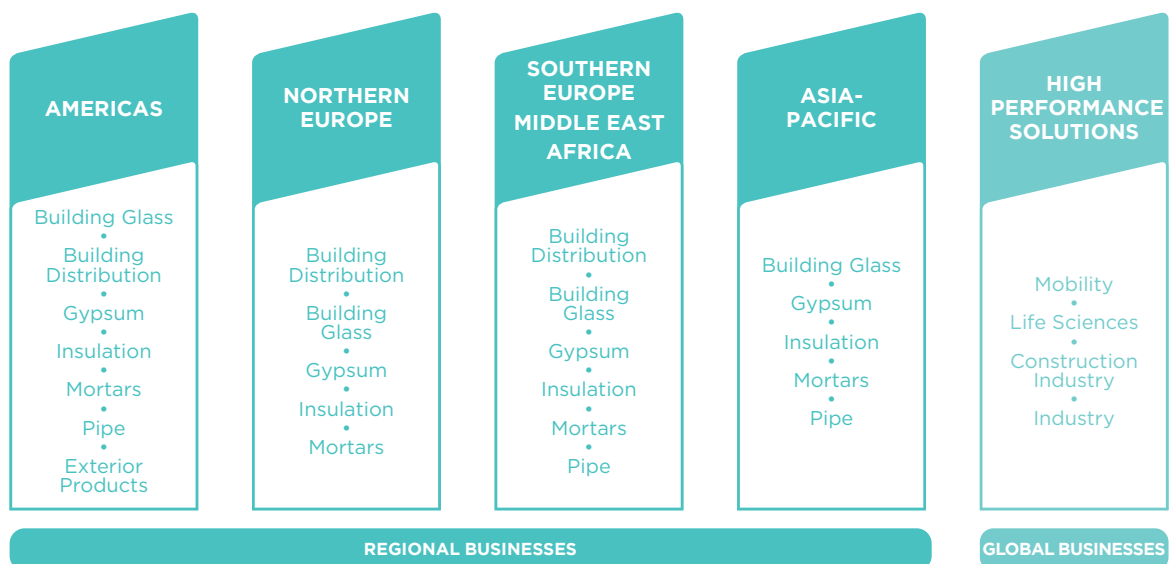 AMERICAS
Building Glass
•
Building
Distribution
•
Gypsum
•
Insulation
•
Mortars
•
Pipe
•
Exterior
Products
NORTHERN
EUROPE
Building
Distribution
•
Building
Glass
•
Gypsum
•
Insulation
•
Mortars
SOUTHERN
EUROPE
MIDDLE EAST
AFRICA
Building
Distribution
•
Building
Glass
•
Gypsum
•
Insulation
•
Mortars
•
Pipe
ASIA-
PACIFIC
Building Glass
•
Gypsum
•
Insulation
•
Mortars
•
Pipe
HIGH
PERFORMANCE
SOLUTIONS
Mobility
•
Life Sciences
•
Construction
Industry
•
Industry
REGIONAL BUSINESSES
GLOBAL BUSINESSES